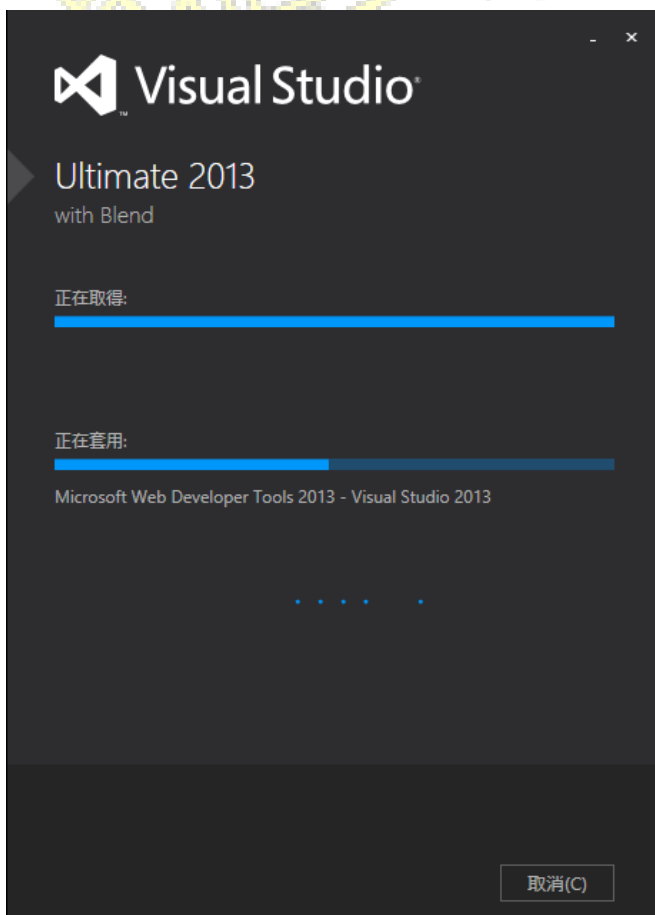 Visual Studio®
™
Ultimate 2013
with Blend
正在取得:
正在套用:
Microsoft Web Developer Tools 2013 - Visual Studio 2013
取消(C)